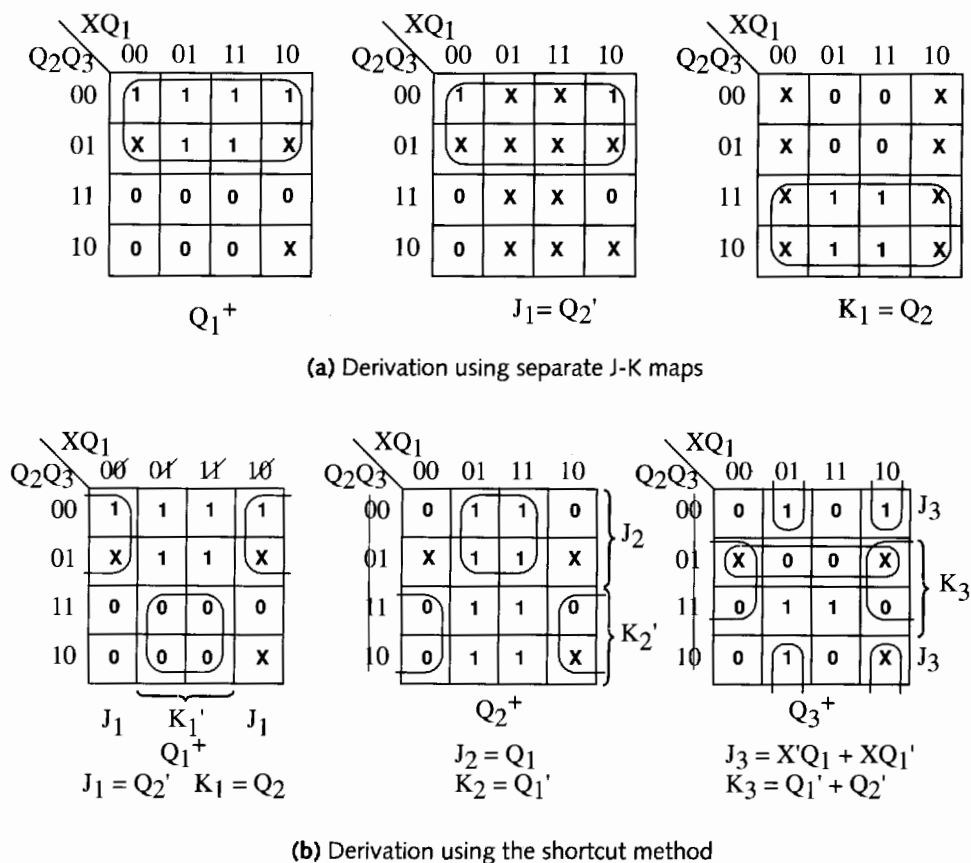 XQ₁ XQ₁ XQ₁
Q₂Q₃ 00 01 11 10 Q₂Q₃ 00 01 11 10 Q₂Q₃ 00 01 11 10
00 1 1 1 1 00 1 X X 1 00 X 0 0 X
01 X 1 1 X 01 X X X X 01 X 0 0 X
11 0 0 0 0 11 0 X X 0 11 X 1 1 X
10 0 0 0 X 10 0 X X X 10 X 1 1 X
Q₁⁺ J₁ = Q₂' K₁ = Q₂
(a) Derivation using separate J-K maps
XQ₁ XQ₁ XQ₁
Q₂Q₃ 00 01 11 10 Q₂Q₃ 00 01 11 10 Q₂Q₃ 00 01 11 10
00 1 1 1 1 00 0 1 1 0 J₂ 00 0 1 0 1 J₃
01 X 1 1 X 01 X 1 1 X 01 X 0 0 X K₃
11 0 0 0 0 11 0 1 1 0 K₂' 11 0 1 1 0
10 0 0 0 X 10 0 1 1 X 10 0 1 0 X J₃
J₁ K₁' J₁ Q₂⁺ Q₃⁺
Q₁⁺ J₂ = Q₁ J₃ = X'Q₁ + XQ₁'
J₁ = Q₂' K₁ = Q₂ K₂ = Q₁' K₃ = Q₁' + Q₂'
(b) Derivation using the shortcut method